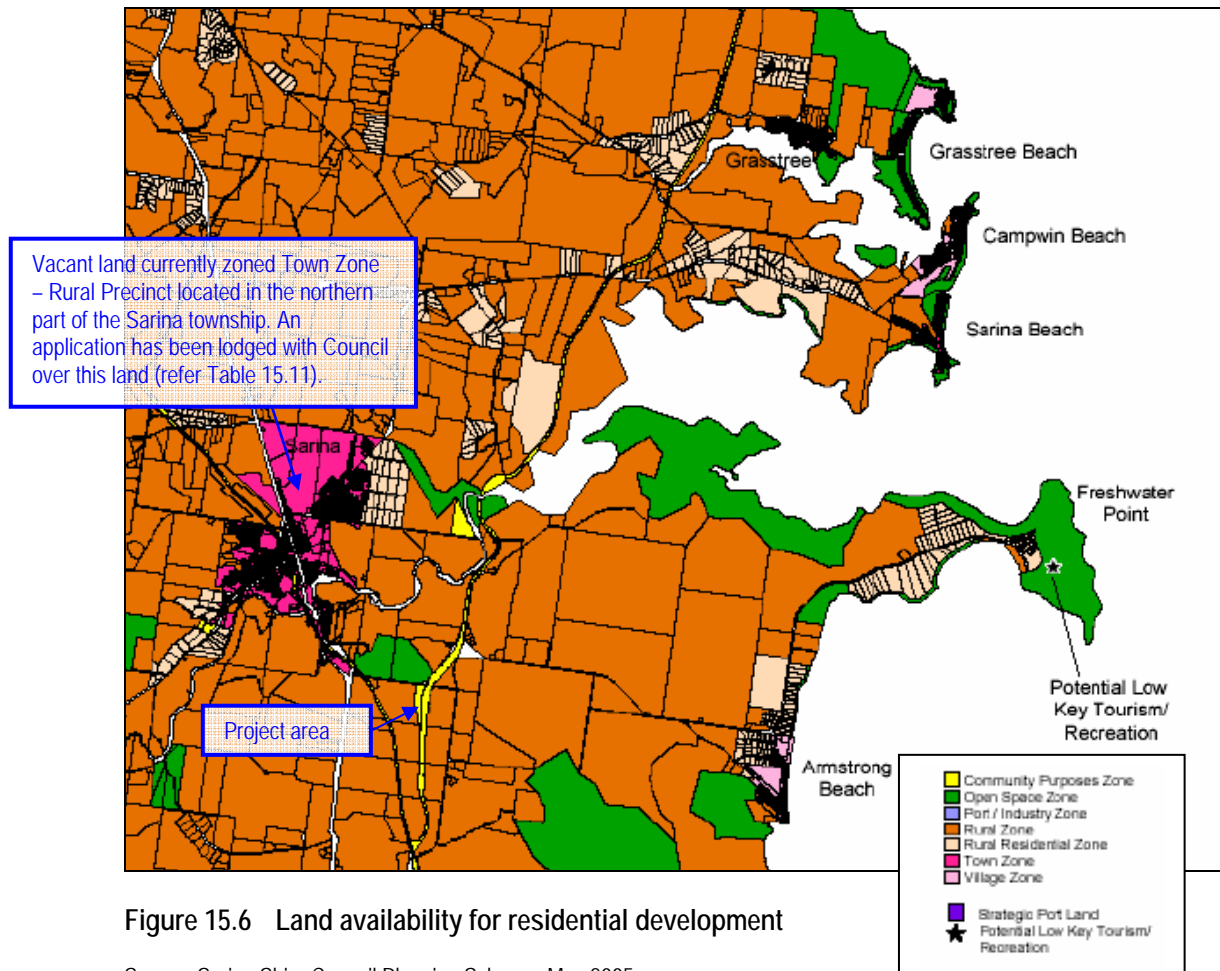 Grasstree
Grasstree Beach
Campwin Beach
Sarina Beach
Vacant land currently zoned Town Zone
– Rural Precinct located in the northern
part of the Sarina township. An
application has been lodged with Council
over this land (refer Table 15.11).
Sarina
Freshwater
Point
Potential Low
Key Tourism/
Recreation
Project area
Armstrong
Beach
Community Purposes Zone
Open Space Zone
Port / Industry Zone
Rural Zone
Rural Residential Zone
Town Zone
Village Zone
Strategic Port Land
Potential Low Key Tourism/
Recreation
Figure 15.6 Land availability for residential development